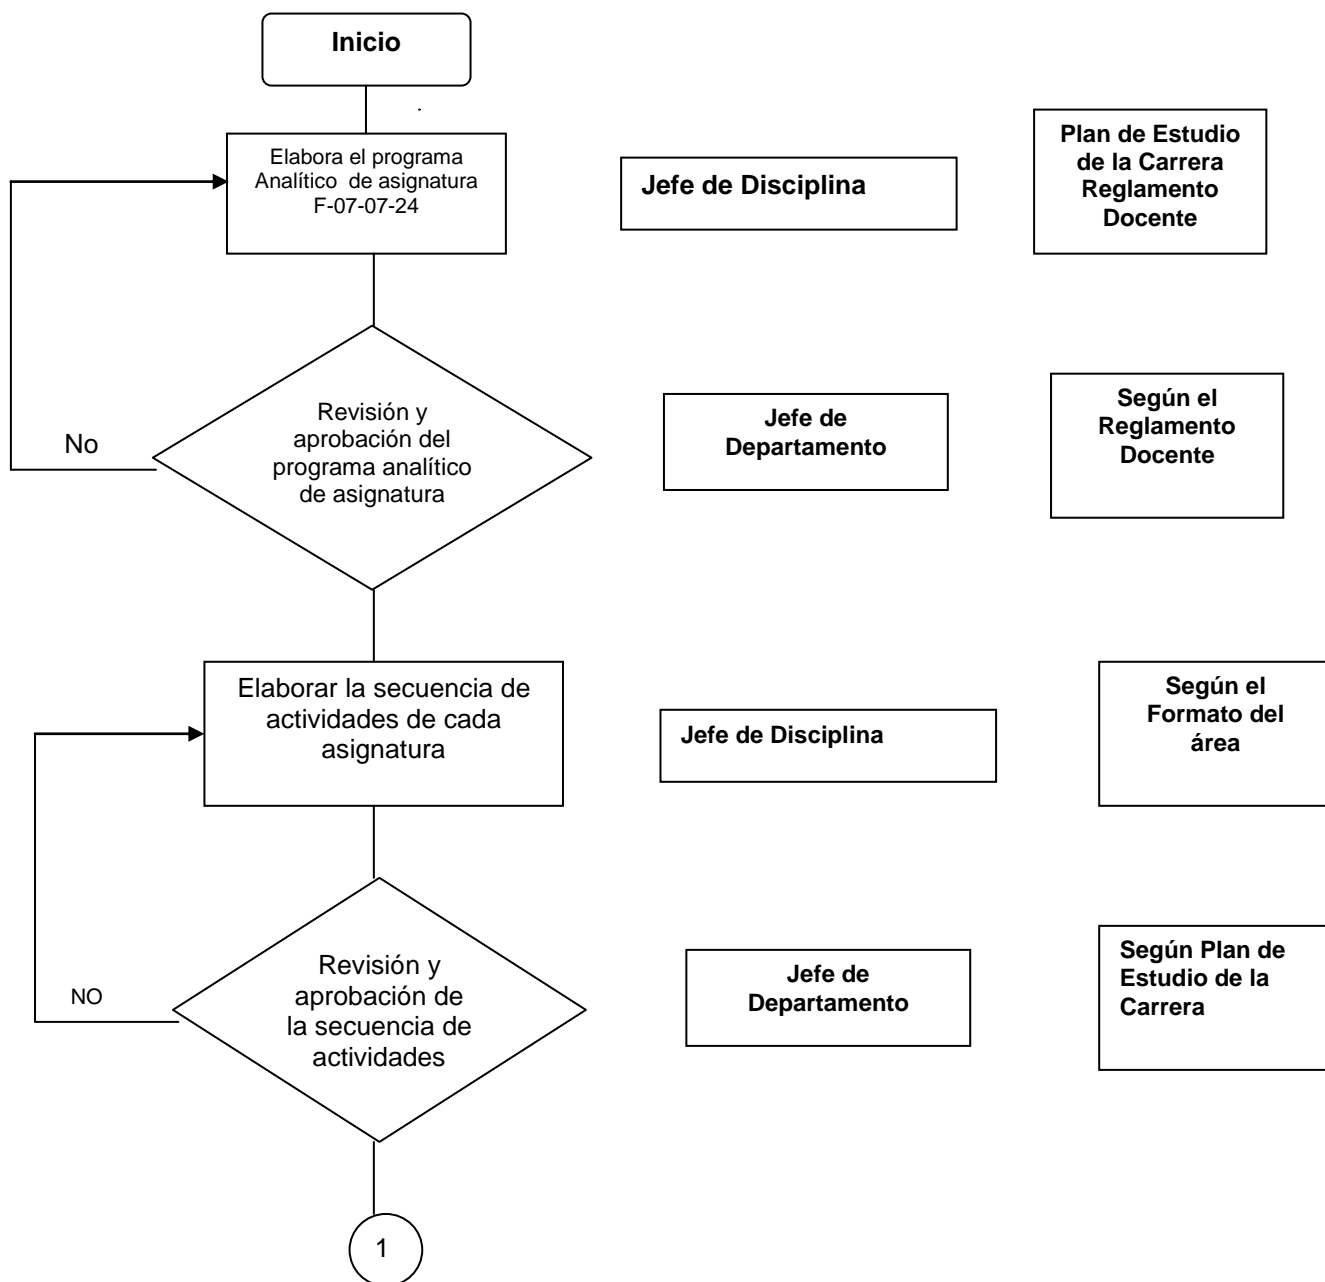 Inicio
Elabora el programa
Analítico de asignatura
F-07-07-24
Jefe de Disciplina
Plan de Estudio
de la Carrera
Reglamento
Docente
No
Revisión y
aprobación del
programa analítico
de asignatura
Jefe de
Departamento
Según el
Reglamento
Docente
Elaborar la secuencia de
actividades de cada
asignatura
Jefe de Disciplina
Según el
Formato del
área
NO
Revisión y
aprobación de
la secuencia de
actividades
Jefe de
Departamento
Según Plan de
Estudio de la
Carrera
1